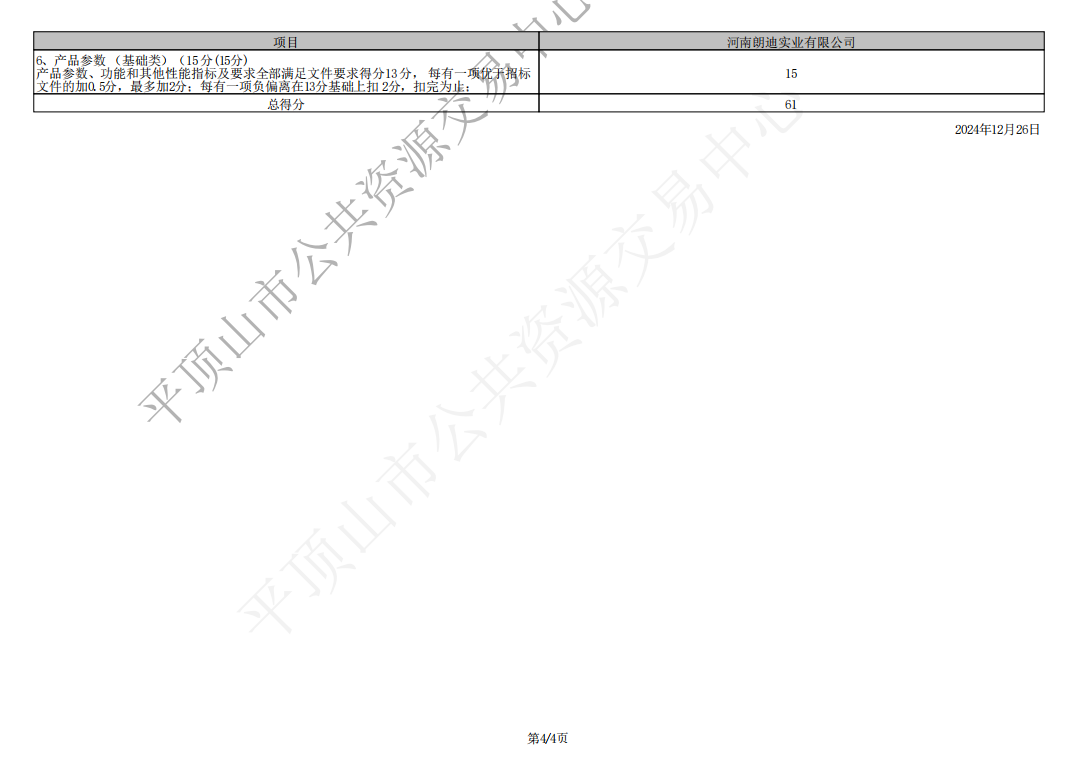 项目
河南朗迪实业有限公司
6、产品参数 （基础类）（15分(15分)
产品参数、功能和其他性能指标及要求全部满足文件要求得分13分， 每有一项优于招标
文件的加0.5分，最多加2分；每有一项负偏离在13分基础上扣 2分，扣完为止；
15
总得分
61
2024年12月26日
平顶山市公共资源交易中心
平顶山市公共资源交易中心
第4/4页